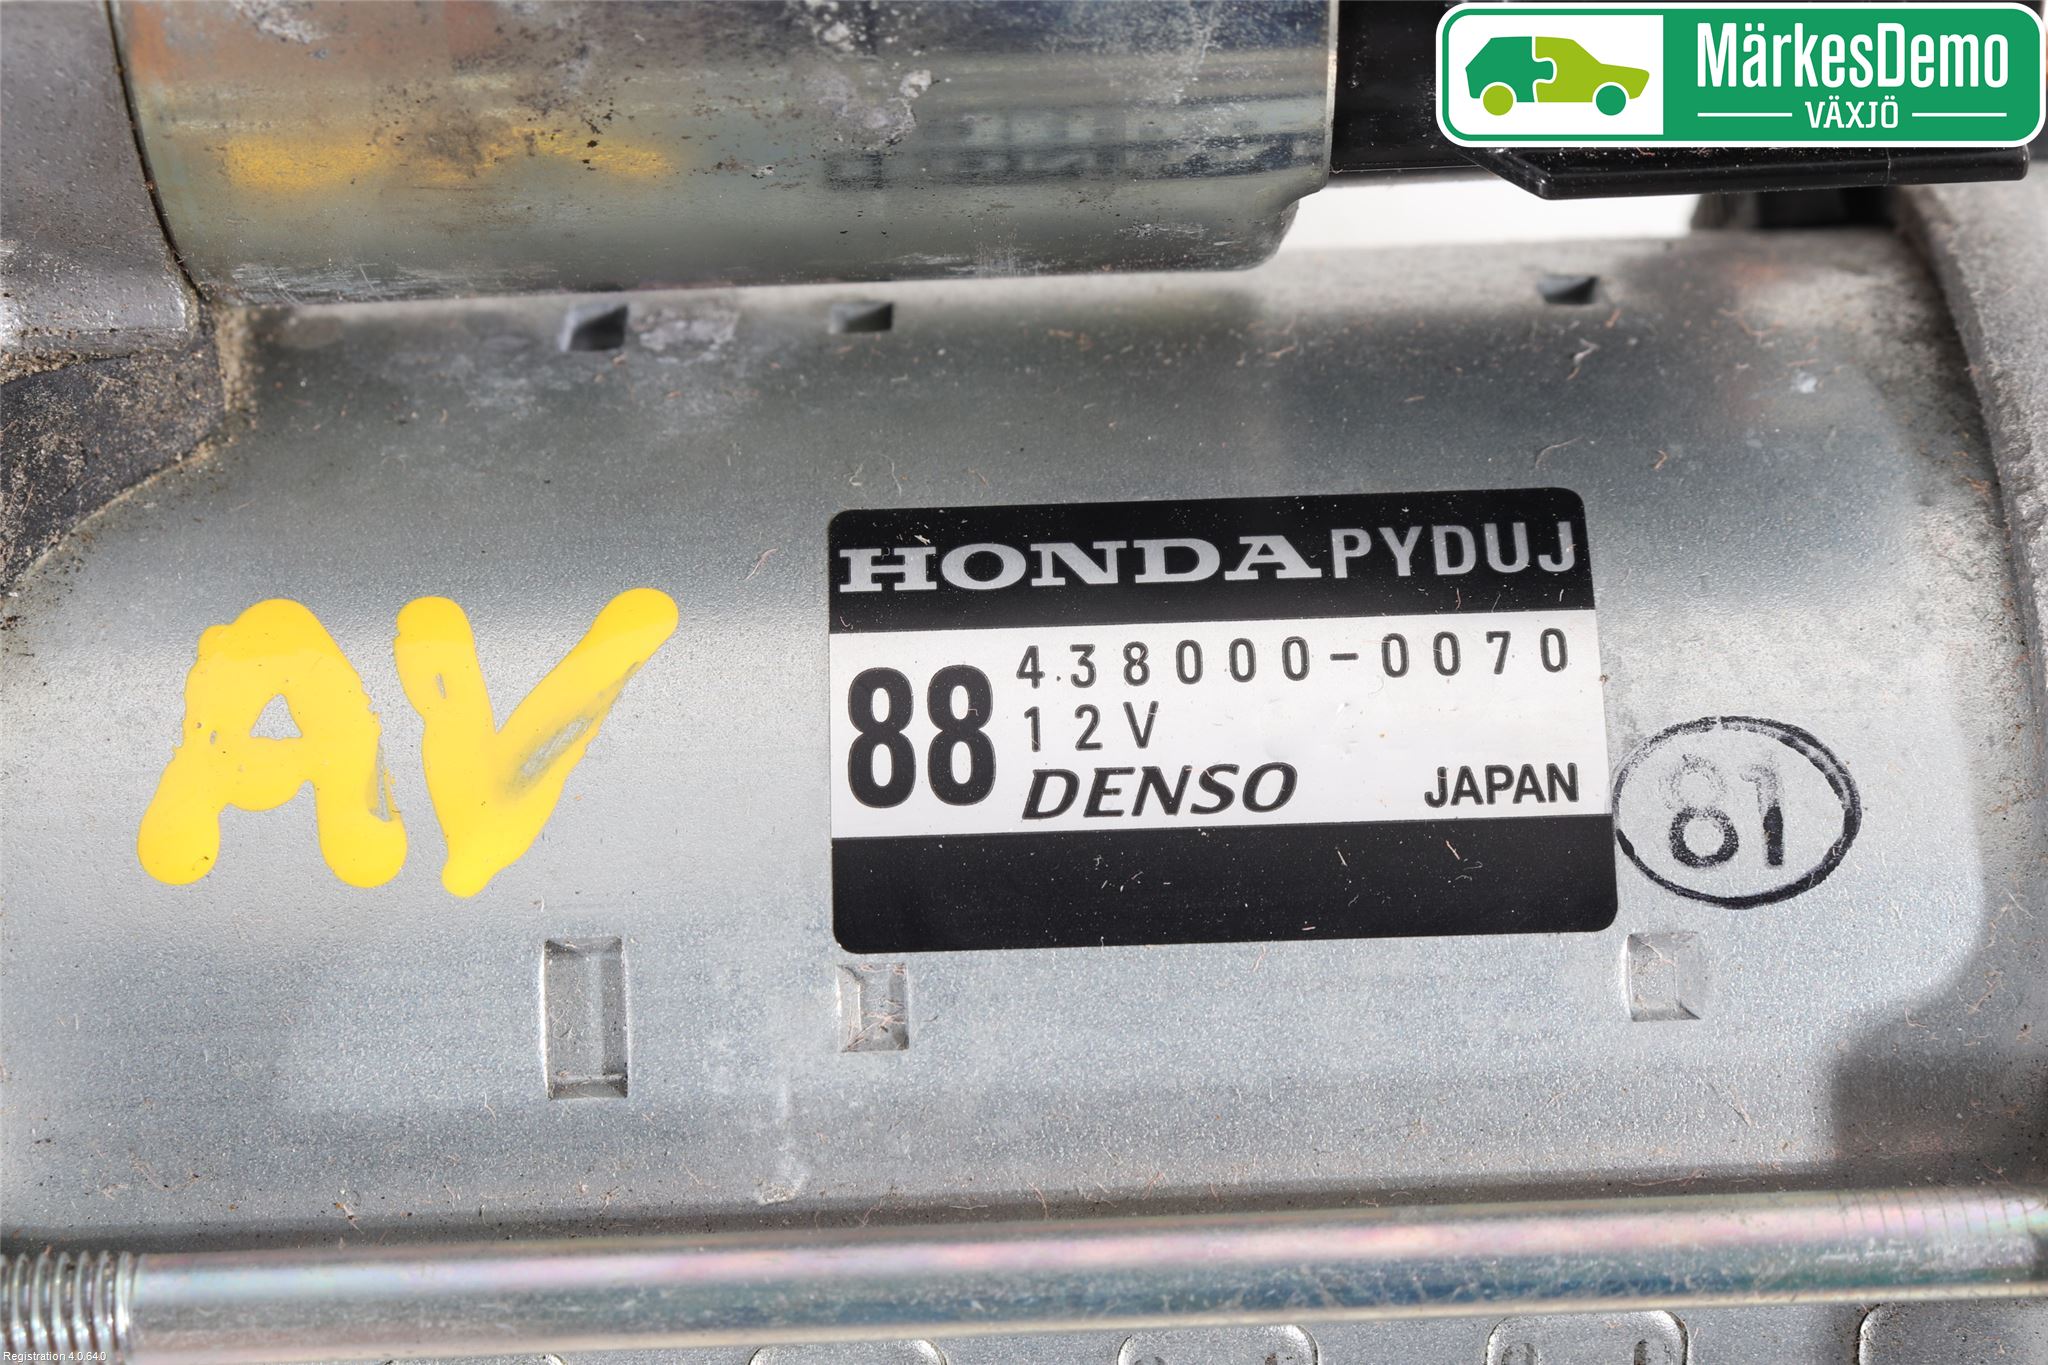 MärkesDemo
VÄXJÖ
HONDA PYDUJ
88
438000-0070
12V
DENSO
JAPAN
81
AV
Registration 4.0.64.0